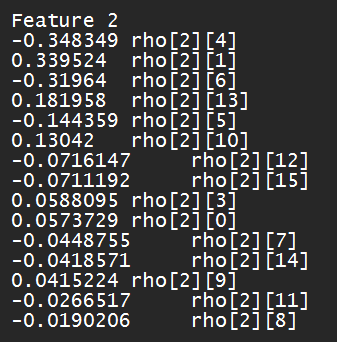 Feature 2
-0.348349 rho[2][4]
0.339524 rho[2][1]
-0.31964 rho[2][6]
0.181958 rho[2][13]
-0.144359 rho[2][5]
0.13042 rho[2][10]
-0.0716147 rho[2][12]
-0.0711192 rho[2][15]
0.0588095 rho[2][3]
0.0573729 rho[2][0]
-0.0448755 rho[2][7]
-0.0418571 rho[2][14]
0.0415224 rho[2][9]
-0.0266517 rho[2][11]
-0.0190206 rho[2][8]